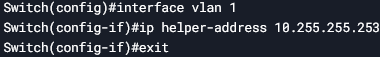 Switch(config)#interface vlan 1
Switch(config-if)#ip helper-address 10.255.255.253
Switch(config-if)#exit